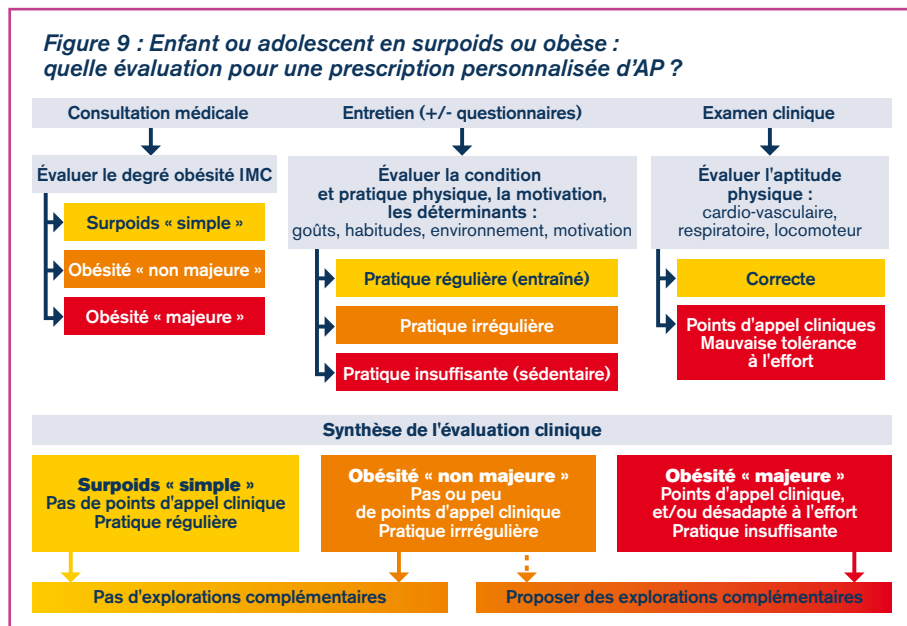 Figure 9 : Enfant ou adolescent en surpoids ou obèse :
quelle évaluation pour une prescription personnalisée d'AP ?
Consultation médicale
Évaluer le degré obésité IMC
Surpoids « simple »
Obésité « non majeure »
Obésité « majeure »
Entretien (+/- questionnaires)
Évaluer la condition
et pratique physique, la motivation,
les déterminants :
goûts, habitudes, environnement, motivation
Pratique régulière (entraîné)
Pratique irrégulière
Pratique insuffisante (sédentaire)
Examen clinique
Évaluer l'aptitude
physique :
cardio-vasculaire,
respiratoire, locomoteur
Correcte
Points d'appel cliniques
Mauvaise tolérance
à l'effort
Synthèse de l'évaluation clinique
Surpoids « simple »
Pas de points d'appel clinique
Pratique régulière
Obésité « non majeure »
Pas ou peu
de points d'appel clinique
Pratique irrrégulière
Obésité « majeure »
Points d'appel clinique,
et/ou désadapté à l'effort
Pratique insuffisante
Pas d'explorations complémentaires
Proposer des explorations complémentaires